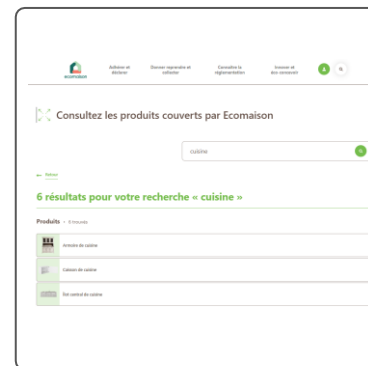 ecomaison
Adhérer et
déclarer
Donner reprendre et
collecter
Connaître la
réglementation
Innover et
éco-concevoir
Consultez les produits couverts par Ecomaison
cuisine
← Retour
6 résultats pour votre recherche « cuisine »
Produits - 6 trouvés
Armoire de cuisine
Caisson de cuisine
Îlot central de cuisine